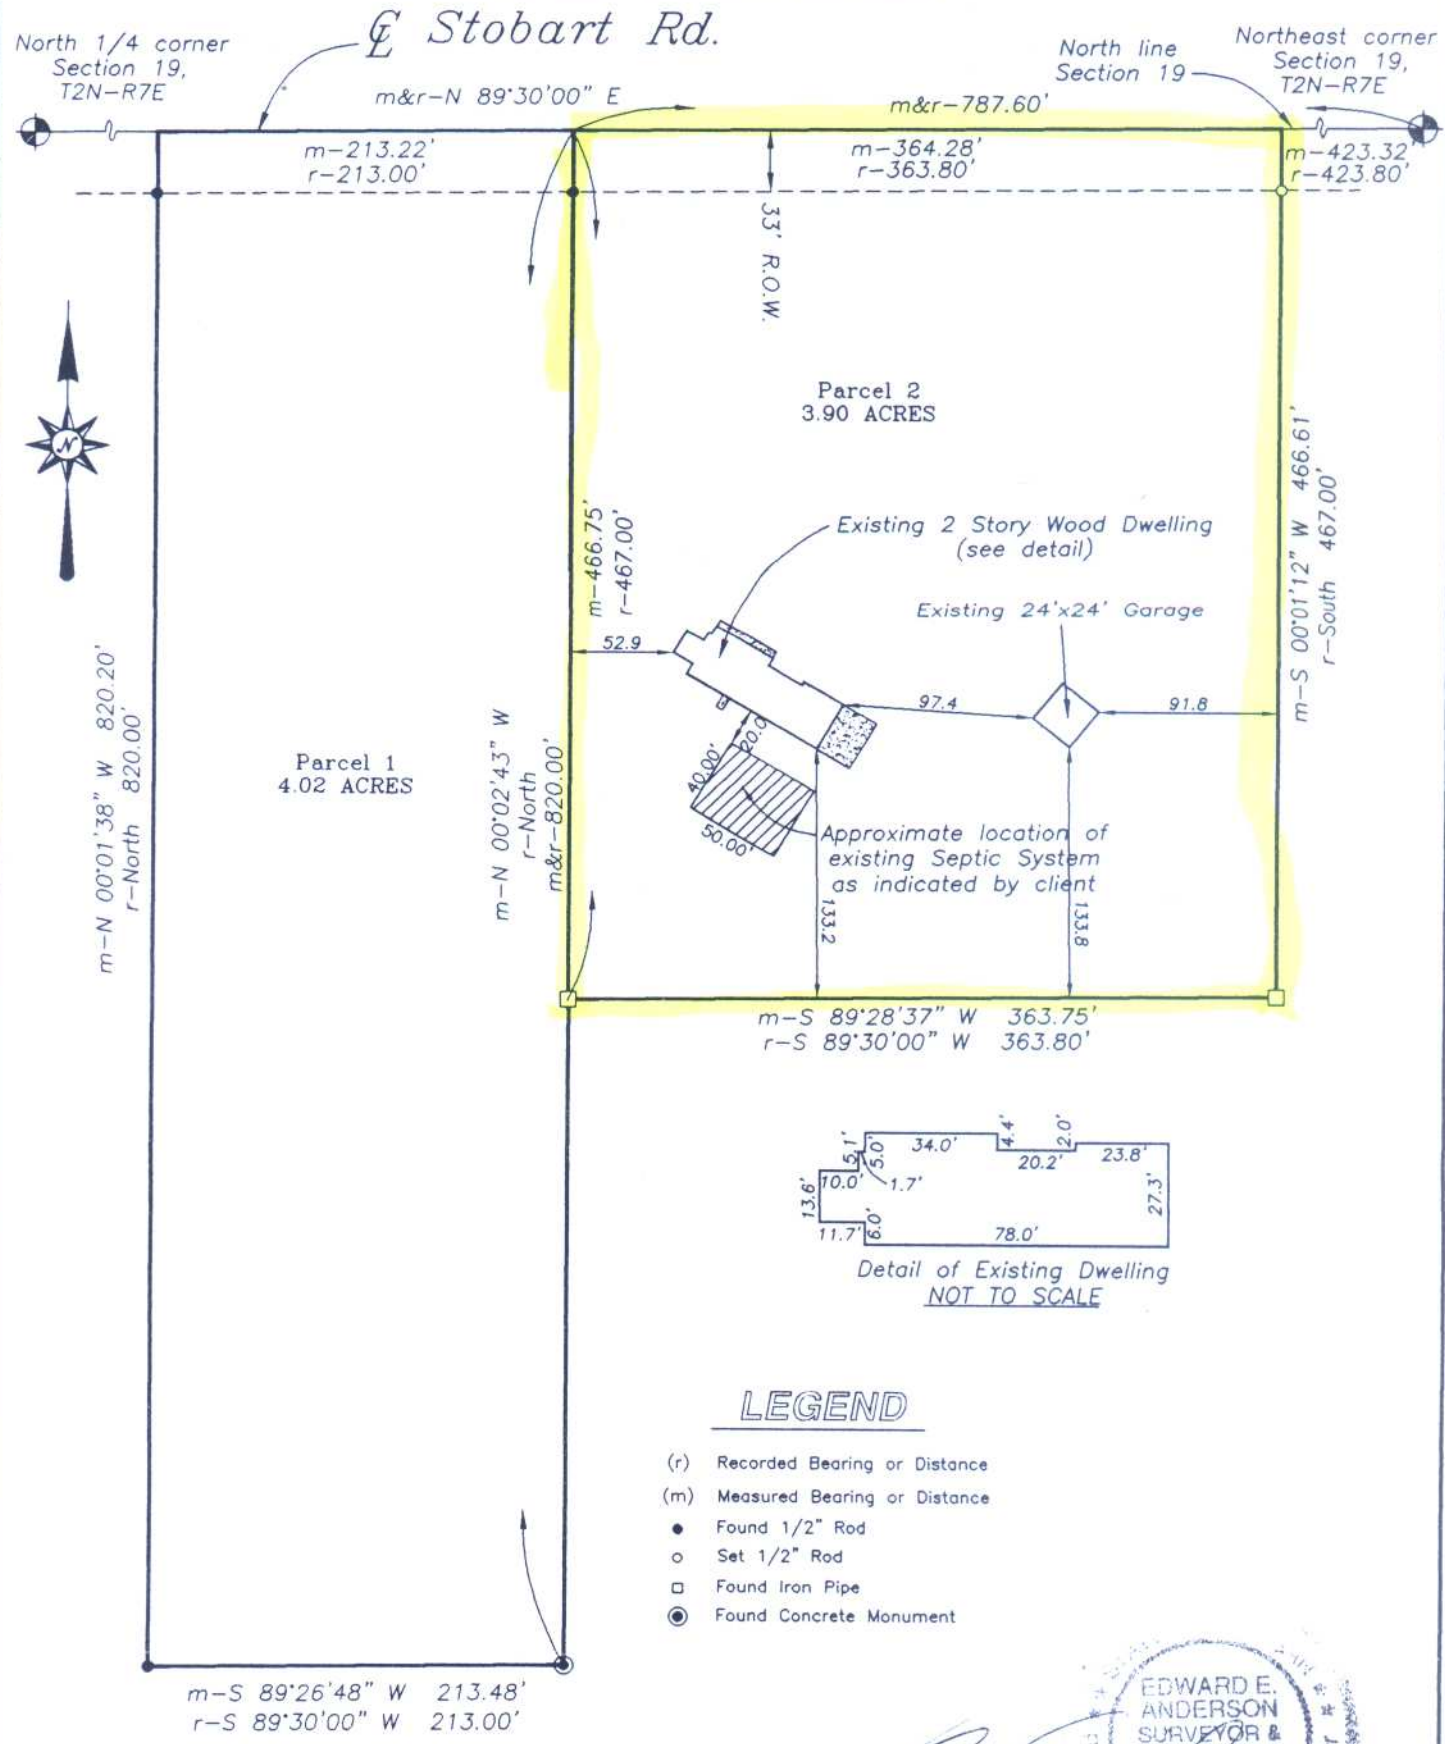 ℄ Stobart Rd.
North 1/4 corner
Section 19,
T2N-R7E
North line
Section 19
Northeast corner
Section 19,
T2N-R7E
m&r-N 89°30'00" E
m&r-787.60'
m-213.22'
r-213.00'
m-364.28'
r-363.80'
m-423.32'
r-423.80'
33' R.O.W.
N
Parcel 2
3.90 ACRES
m-S 00°01'12" W 466.61'
r-South 467.00'
m-466.75'
r-467.00'
Existing 2 Story Wood Dwelling
(see detail)
Existing 24'x24' Garage
52.9
97.4
91.8
20.0
40.00'
50.00'
Approximate location of
existing Septic System
as indicated by client
133.2
133.8
m-N 00°01'38" W 820.20'
r-North 820.00'
Parcel 1
4.02 ACRES
m-N 00°02'43" W
r-North
m&r-820.00'
m-S 89°28'37" W 363.75'
r-S 89°30'00" W 363.80'
34.0'
4.4'
2.0'
20.2'
23.8'
5.1'
5.0'
10.0'
1.7'
13.6'
27.3'
11.7'
6.0'
78.0'
Detail of Existing Dwelling
NOT TO SCALE
LEGEND
(r) Recorded Bearing or Distance
(m) Measured Bearing or Distance
Found 1/2" Rod
Set 1/2" Rod
Found Iron Pipe
Found Concrete Monument
m-S 89°26'48" W 213.48'
r-S 89°30'00" W 213.00'
EDWARD E.
ANDERSON
SURVEYOR &